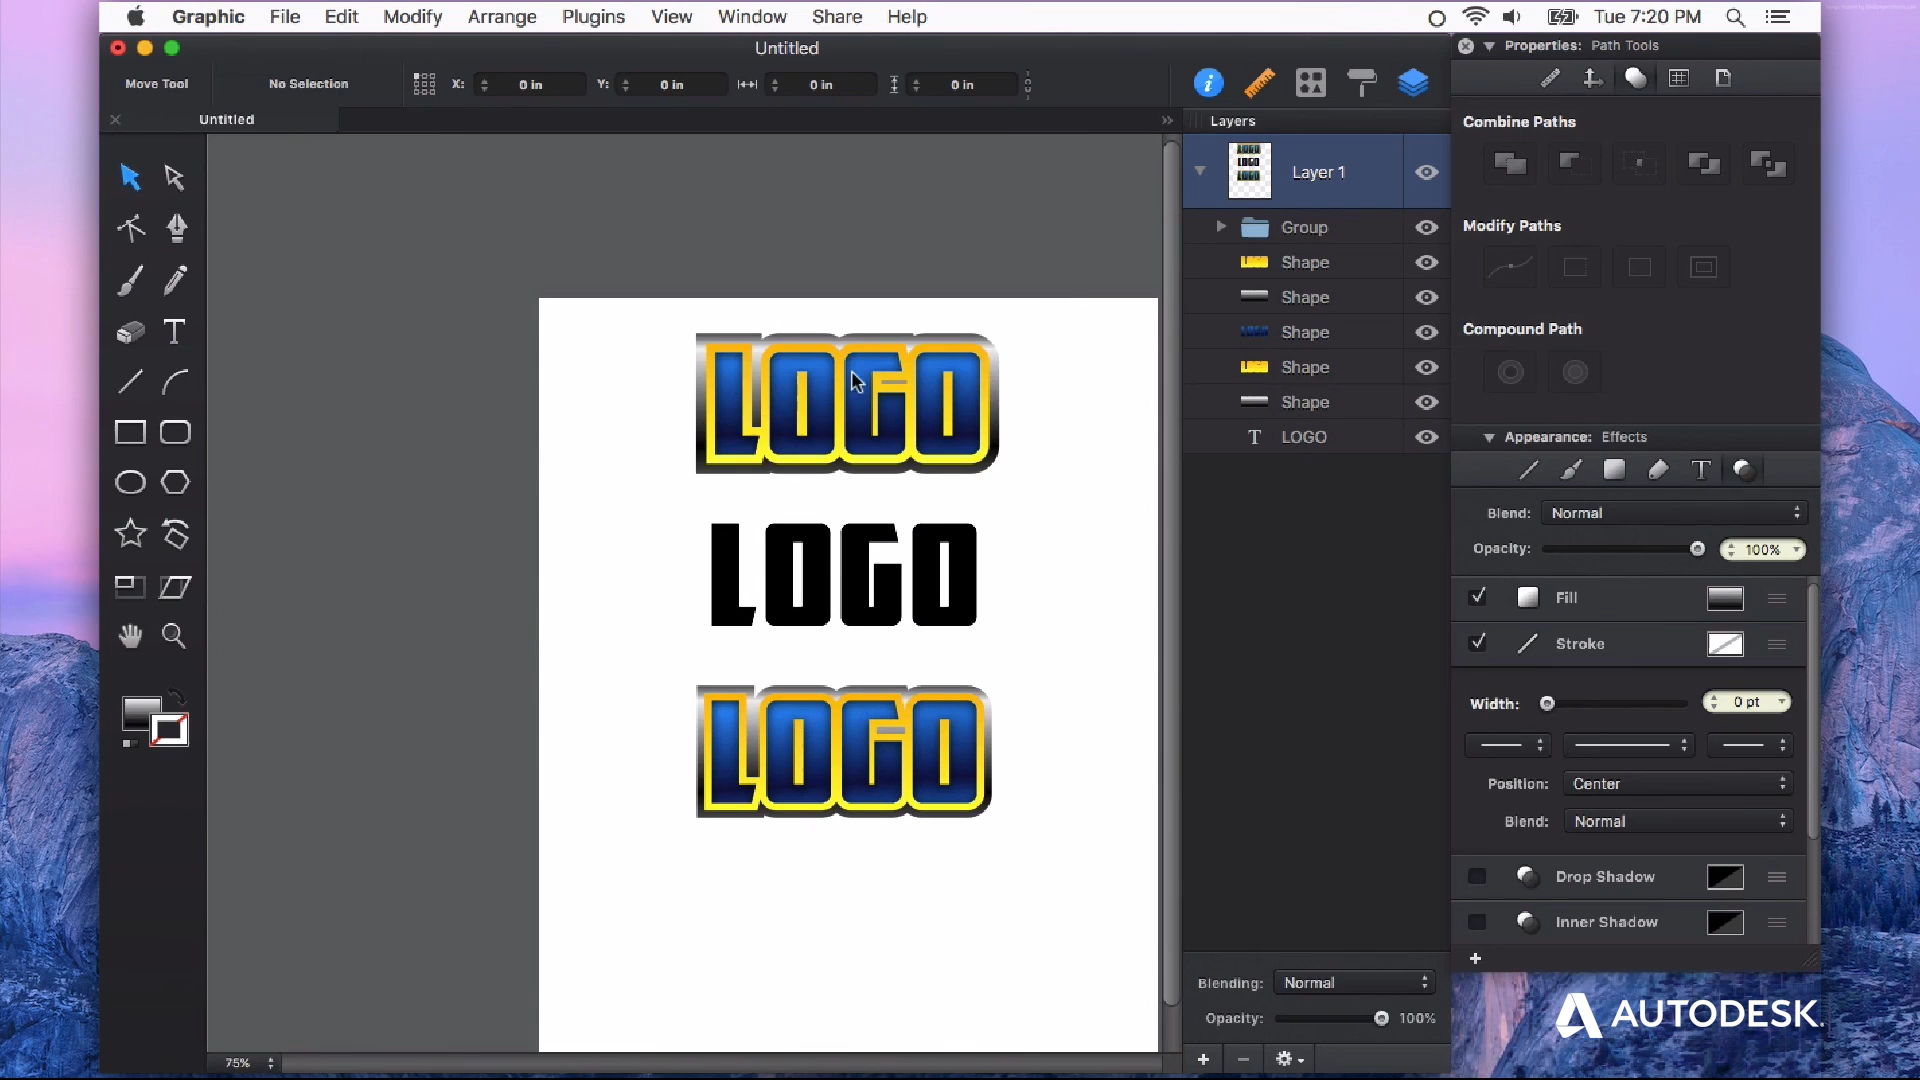 Graphic File Edit Modify Arrange Plugins View Window Share Help Tue 7:20 PM
Untitled
Properties: Path Tools
Move Tool No Selection X: 0 in Y: 0 in 0 in 0 in
Untitled
Layers
Layer 1
Group
Shape
Shape
Shape
Shape
Shape
T LOGO
Combine Paths
Modify Paths
Compound Path
Appearance: Effects
Blend: Normal
Opacity: 100%
Fill
Stroke
Width: 0 pt
Position: Center
Blend: Normal
Drop Shadow
Inner Shadow
LOGO
LOGO
LOGO
Blending: Normal
Opacity: 100%
75%
AUTODESK.